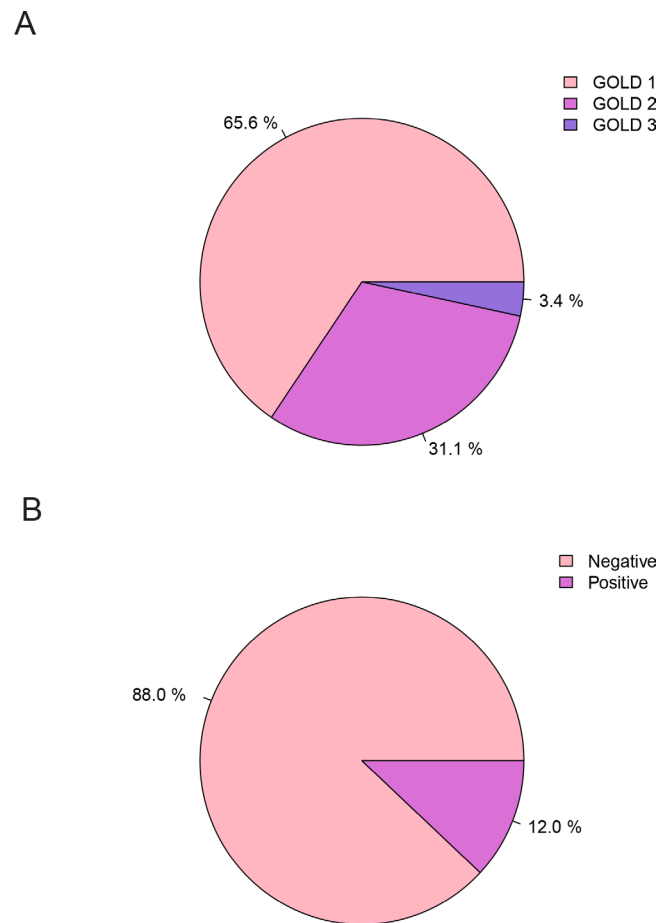 A
GOLD 1
GOLD 2
GOLD 3
65.6 %
3.4 %
31.1 %
B
Negative
Positive
88.0 %
12.0 %